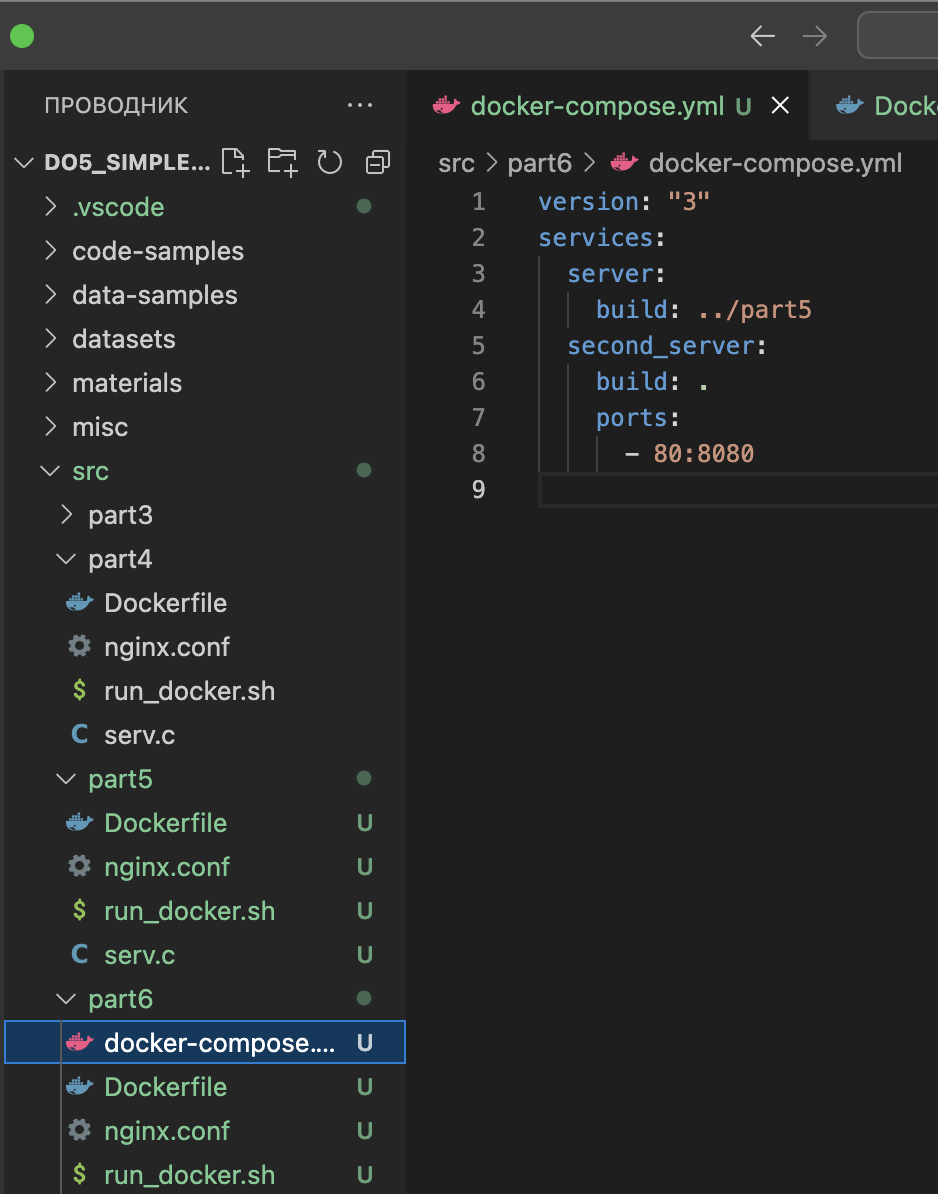 ПРОВОДНИК ...
docker-compose.yml U
Dock
DO5_SIMPLE...
src > part6 > docker-compose.yml
.vscode
code-samples
data-samples
datasets
materials
misc
src
part3
part4
Dockerfile
nginx.conf
$ run_docker.sh
C serv.c
part5
Dockerfile U
nginx.conf U
$ run_docker.sh U
C serv.c U
part6
docker-compose.... U
Dockerfile U
nginx.conf U
$ run_docker.sh U
1 version: "3"
2 services:
3 server:
4 build: ../part5
5 second_server:
6 build: .
7 ports:
8 - 80:8080
9